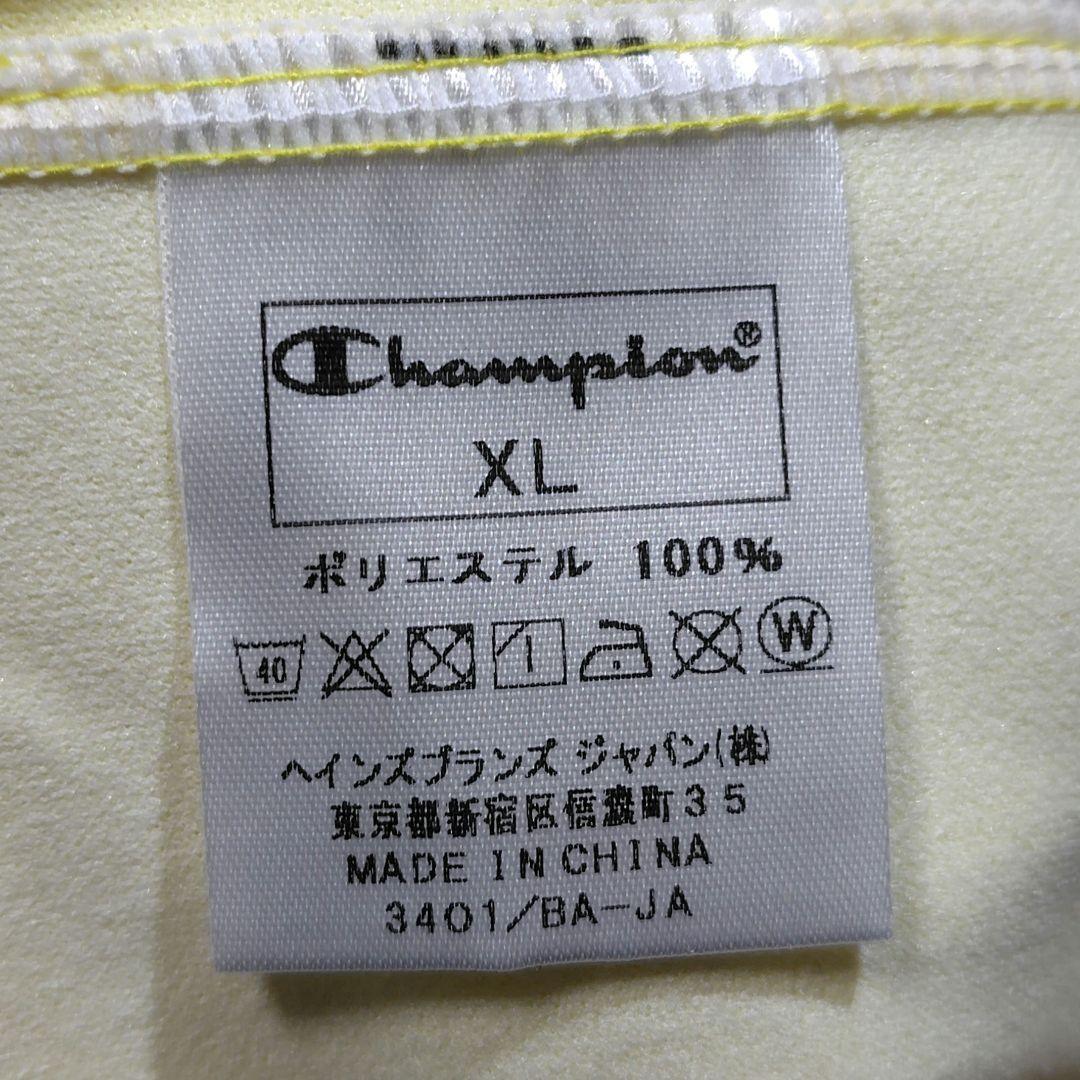 Champion®
XL
ポリエステル 100%
40
W
ヘインズブランズ ジャパン(株)
東京都新宿区信濃町35
MADE IN CHINA
3401/BA-JA